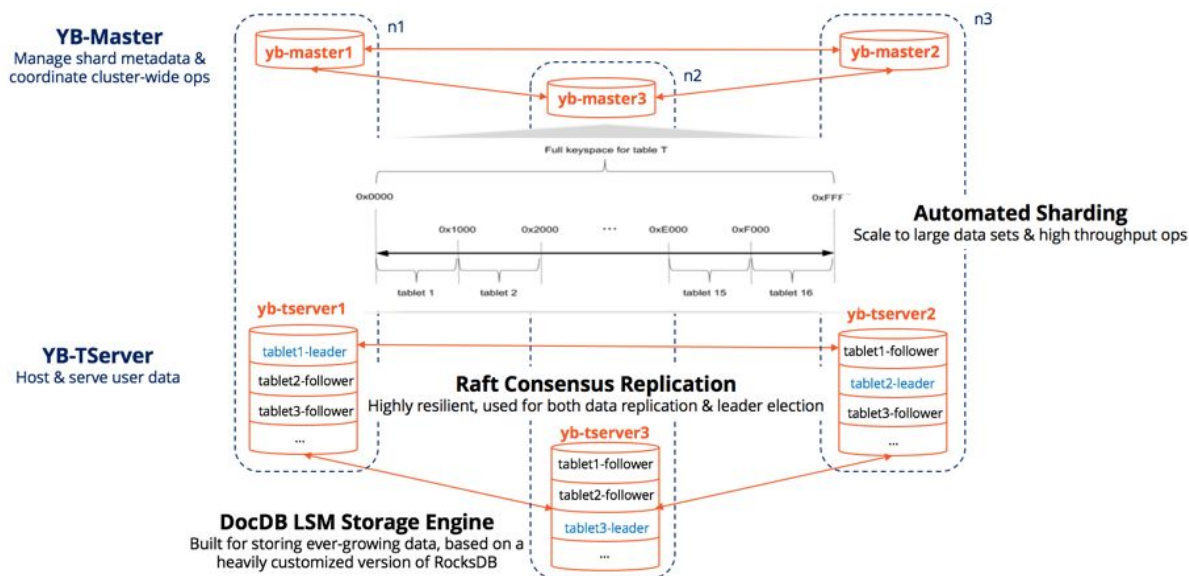 n1
n3
YB-Master
Manage shard metadata &
coordinate cluster-wide ops
yb-master1
yb-master2
n2
yb-master3
Full keyspace for table T
0x0000
0xFFF
0x1000
0x2000
...
0xE000
0xF000
tablet 1
tablet 2
tablet 15
tablet 16
Automated Sharding
Scale to large data sets & high throughput ops
yb-tserver1
yb-tserver2
YB-TServer
Host & serve user data
tablet1-leader
tablet2-follower
tablet3-follower
...
tablet1-follower
tablet2-leader
tablet3-follower
...
Raft Consensus Replication
Highly resilient, used for both data replication & leader election
yb-tserver3
tablet1-follower
tablet2-follower
tablet3-leader
...
DocDB LSM Storage Engine
Built for storing ever-growing data, based on a
heavily customized version of RocksDB